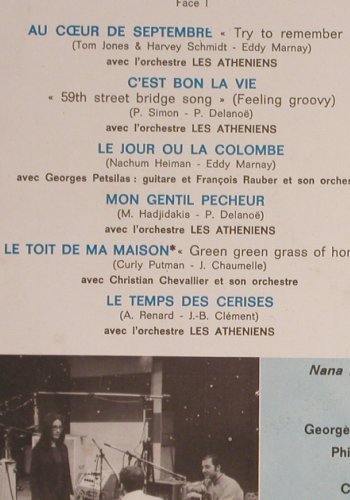 Face 1
AU CŒUR DE SEPTEMBRE « Try to remember
(Tom Jones & Harvey Schmidt - Eddy Marnay)
avec l'orchestre LES ATHENIENS
C'EST BON LA VIE
« 59th street bridge song » (Feeling groovy)
(P. Simon - P. Delanoë)
avec l'orchestre LES ATHENIENS
LE JOUR OU LA COLOMBE
(Nachum Heiman - Eddy Marnay)
avec Georges Petsilas : guitare et François Rauber et son orches
MON GENTIL PECHEUR
(M. Hadjidakis - P. Delanoë)
avec l'orchestre LES ATHENIENS
LE TOIT DE MA MAISON*« Green green grass of hom
(Curly Putman - J. Chaumelle)
avec Christian Chevallier et son orchestre
LE TEMPS DES CERISES
(A. Renard - J.-B. Clément)
avec l'orchestre LES ATHENIENS
Nana
George
Phi
C